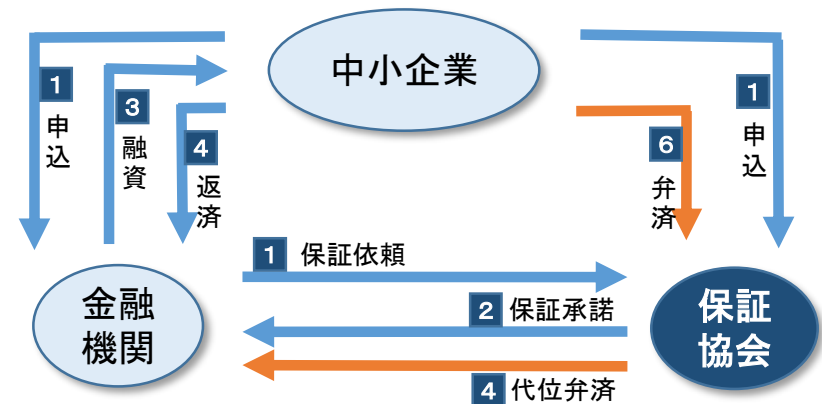 中小企業
1
申込
3
融資
4
返済
6
弁済
1
申込
1 保証依頼
2 保証承諾
4 代位弁済
金融
機関
保証
協会